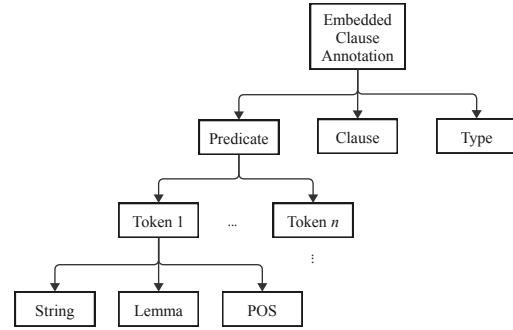 Embedded
Clause
Annotation
Predicate
Clause
Type
Token 1
...
Token n
⋮
String
Lemma
POS